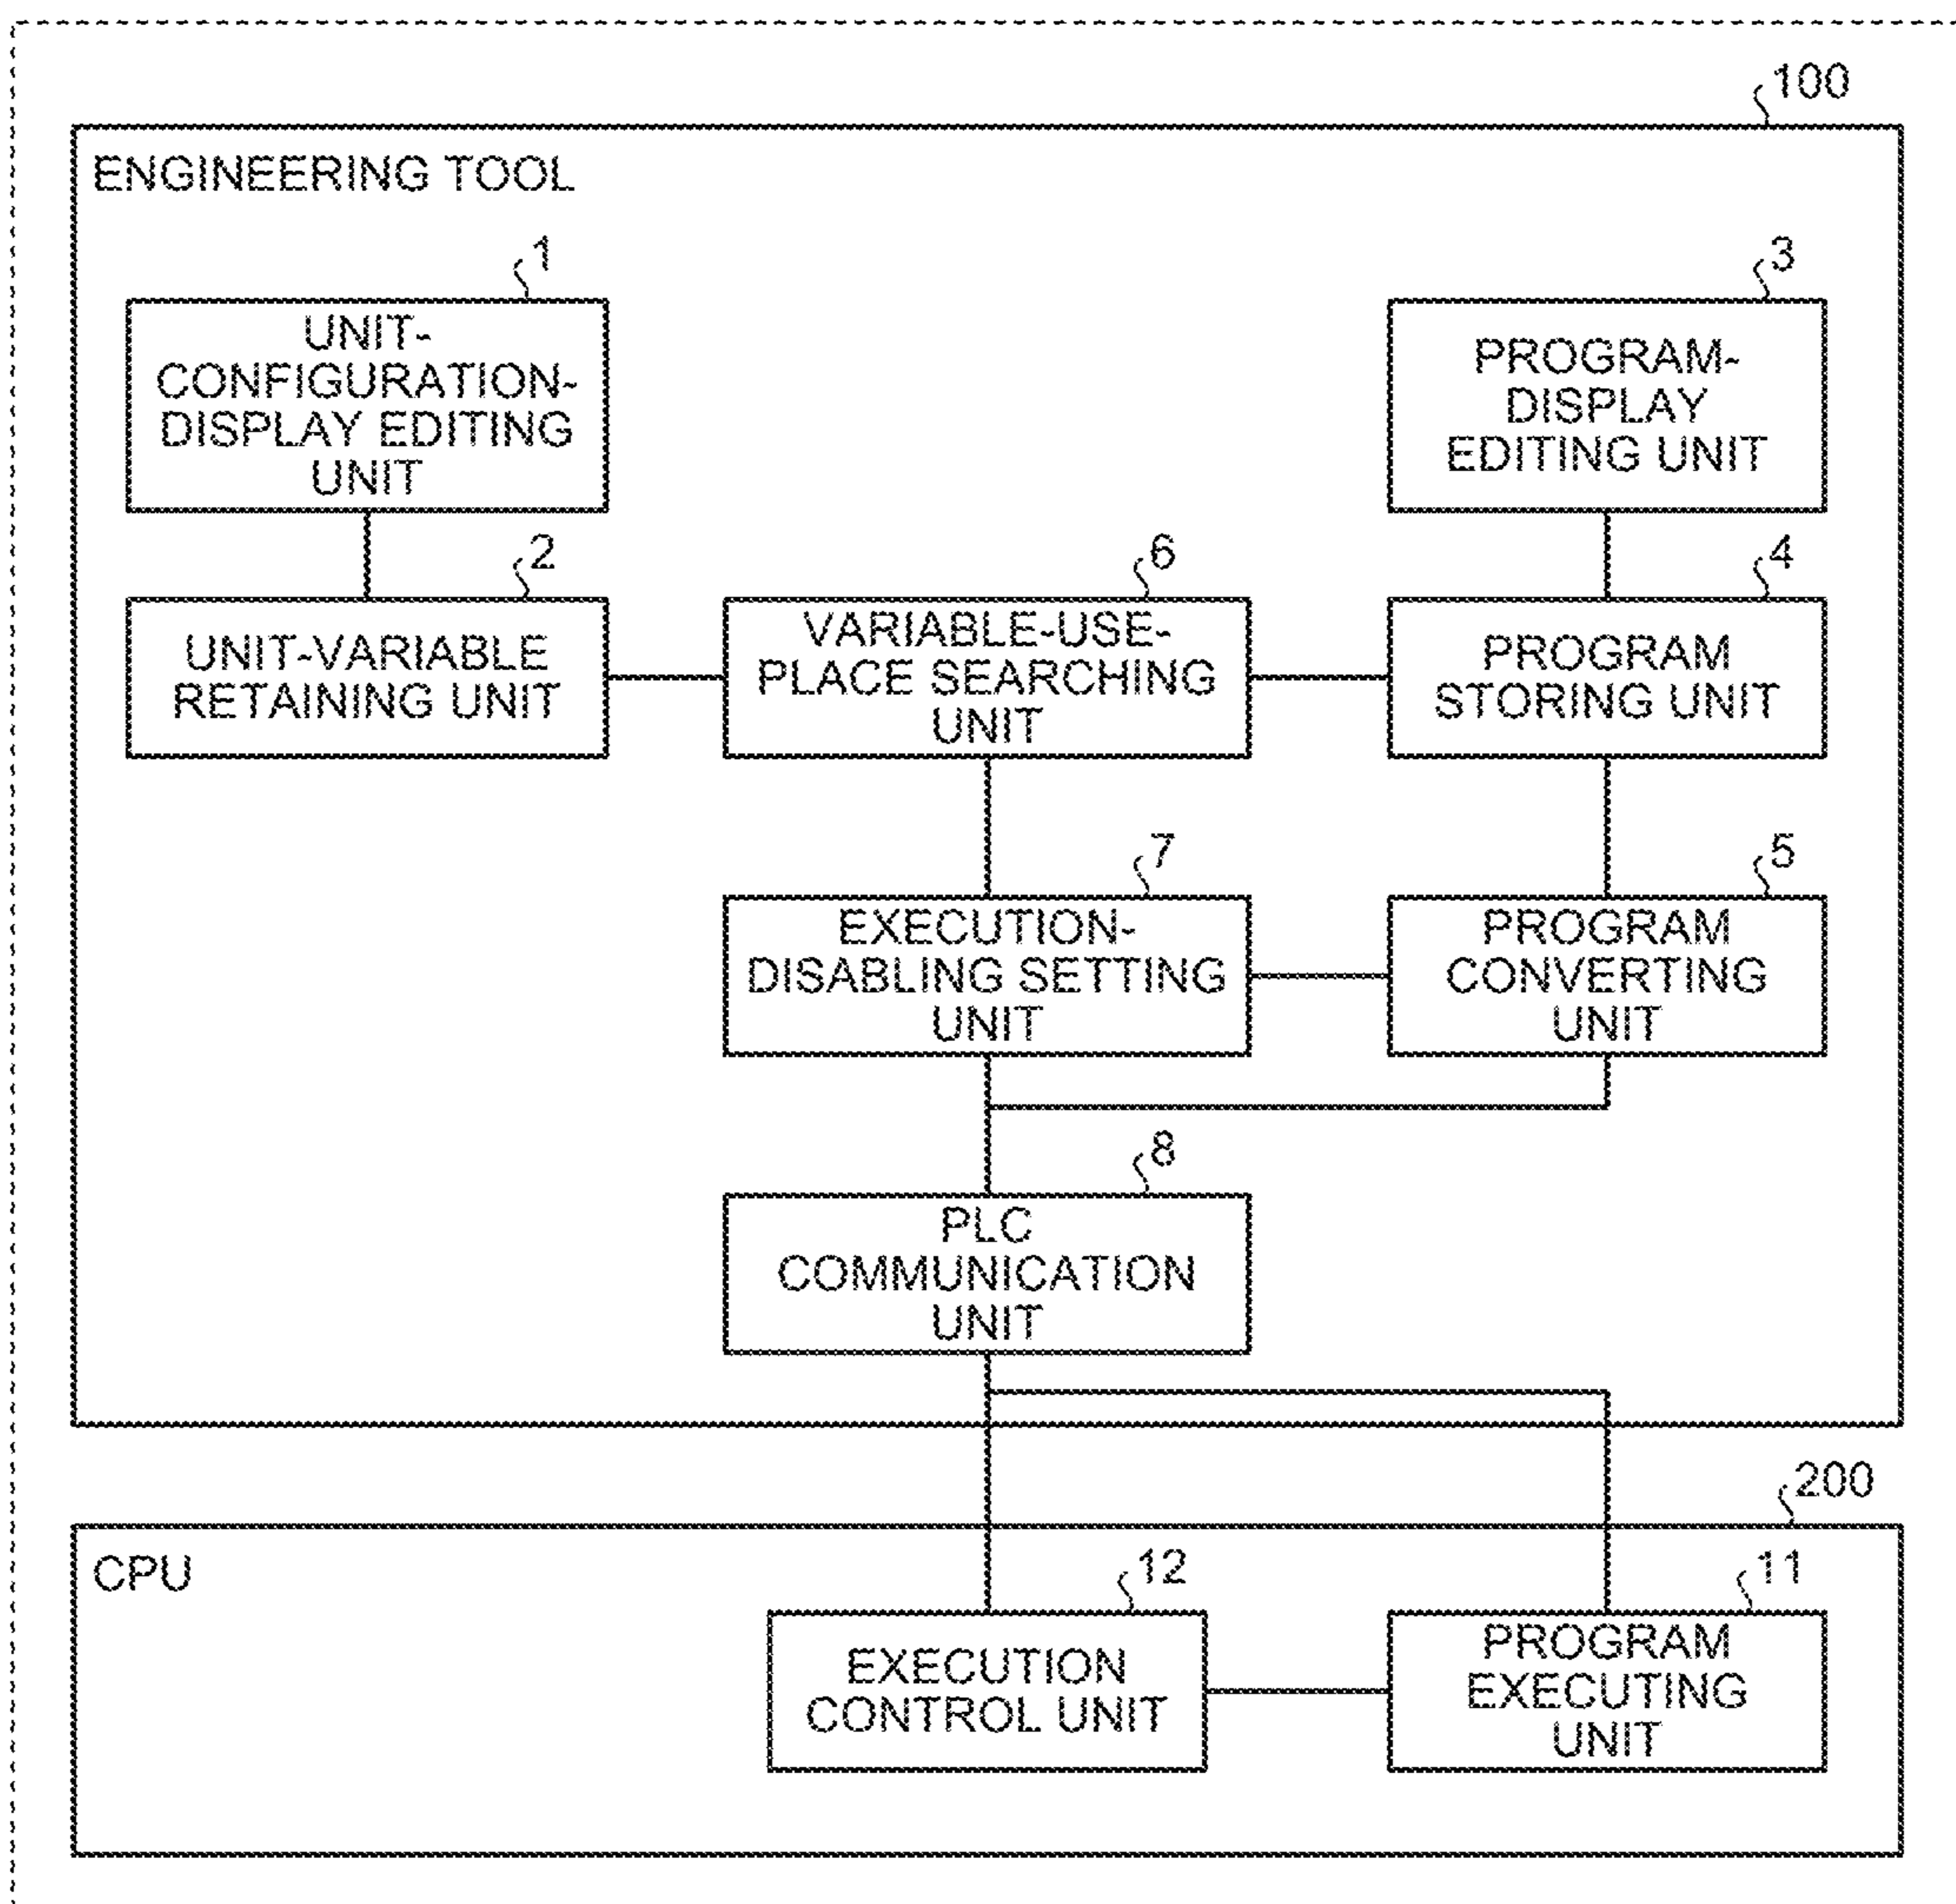 100
ENGINEERING TOOL
1
UNIT-
CONFIGURATION-
DISPLAY EDITING
UNIT
3
PROGRAM-
DISPLAY
EDITING UNIT
2
UNIT-VARIABLE
RETAINING UNIT
6
VARIABLE-USE-
PLACE SEARCHING
UNIT
4
PROGRAM
STORING UNIT
7
EXECUTION-
DISABLING SETTING
UNIT
5
PROGRAM
CONVERTING
UNIT
8
PLC
COMMUNICATION
UNIT
200
CPU
12
EXECUTION
CONTROL UNIT
11
PROGRAM
EXECUTING
UNIT